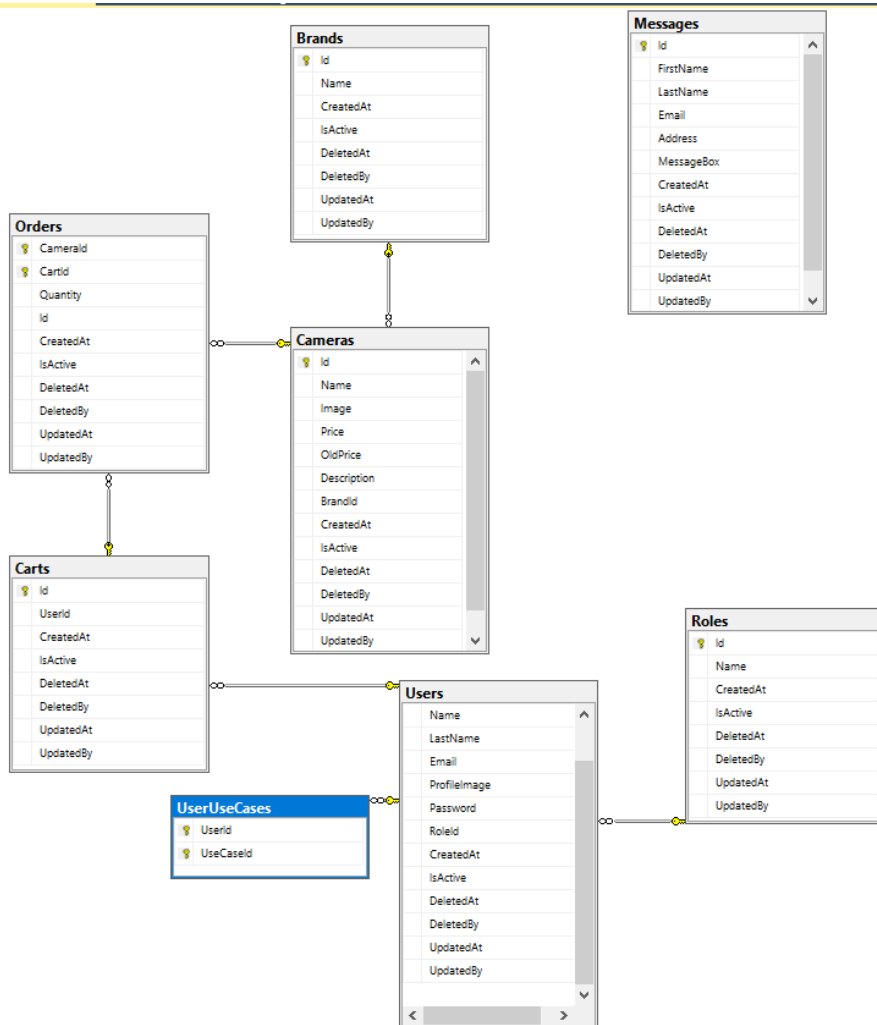 Brands
Id
Name
CreatedAt
IsActive
DeletedAt
DeletedBy
UpdatedAt
UpdatedBy
Messages
Id
FirstName
LastName
Email
Address
MessageBox
CreatedAt
IsActive
DeletedAt
DeletedBy
UpdatedAt
UpdatedBy
Orders
CameraId
CartId
Quantity
Id
CreatedAt
IsActive
DeletedAt
DeletedBy
UpdatedAt
UpdatedBy
Cameras
Id
Name
Image
Price
OldPrice
Description
BrandId
CreatedAt
IsActive
DeletedAt
DeletedBy
UpdatedAt
UpdatedBy
Carts
Id
UserId
CreatedAt
IsActive
DeletedAt
DeletedBy
UpdatedAt
UpdatedBy
Roles
Id
Name
CreatedAt
IsActive
DeletedAt
DeletedBy
UpdatedAt
UpdatedBy
Users
Name
LastName
Email
ProfileImage
Password
RoleId
CreatedAt
IsActive
DeletedAt
DeletedBy
UpdatedAt
UpdatedBy
UserUseCases
UserId
UseCaseId